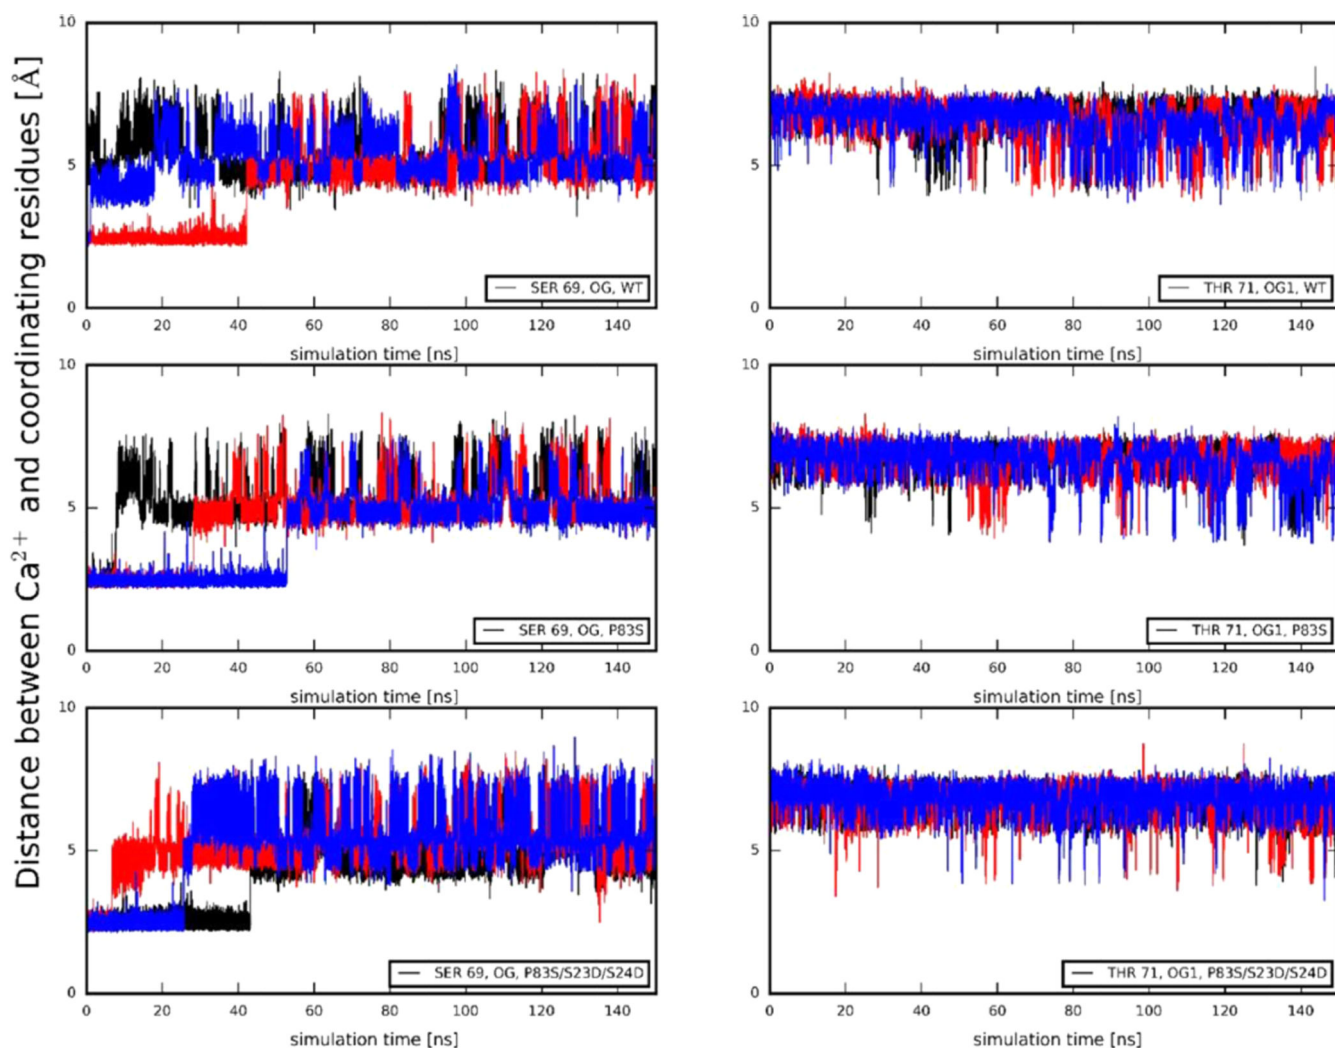 Distance between Ca²⁺ and coordinating residues [Å]
10
5
0
SER 69, OG, WT
0 20 40 60 80 100 120 140
simulation time [ns]
10
5
0
THR 71, OG1, WT
0 20 40 60 80 100 120 140
simulation time [ns]
10
5
0
SER 69, OG, P83S
0 20 40 60 80 100 120 140
simulation time [ns]
10
5
0
THR 71, OG1, P83S
0 20 40 60 80 100 120 140
simulation time [ns]
10
5
0
SER 69, OG, P83S/S23D/S24D
0 20 40 60 80 100 120 140
simulation time [ns]
10
5
0
THR 71, OG1, P83S/S23D/S24D
0 20 40 60 80 100 120 140
simulation time [ns]